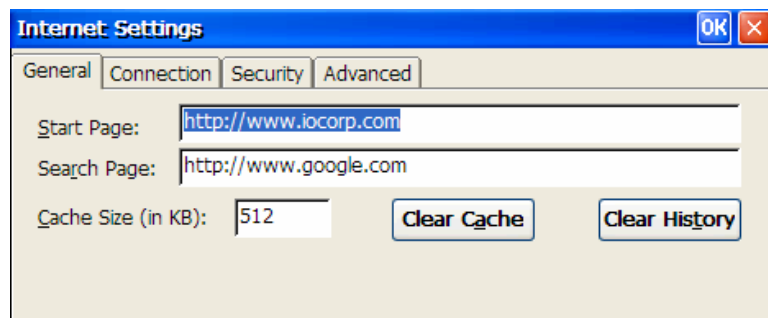 Internet Settings OK
General Connection Security Advanced
Start Page: http://www.iocorp.com
Search Page: http://www.google.com
Cache Size (in KB): 512 Clear Cache Clear History